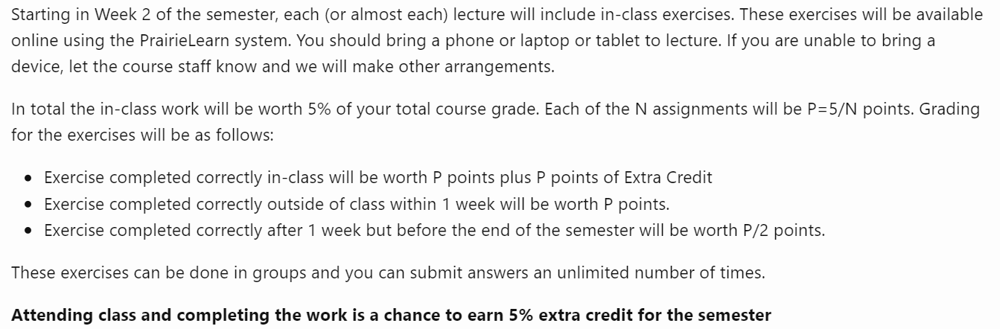 Starting in Week 2 of the semester, each (or almost each) lecture will include in-class exercises. These exercises will be available
online using the PrairieLearn system. You should bring a phone or laptop or tablet to lecture. If you are unable to bring a
device, let the course staff know and we will make other arrangements.
In total the in-class work will be worth 5% of your total course grade. Each of the N assignments will be P=5/N points. Grading
for the exercises will be as follows:
• Exercise completed correctly in-class will be worth P points plus P points of Extra Credit
• Exercise completed correctly outside of class within 1 week will be worth P points.
• Exercise completed correctly after 1 week but before the end of the semester will be worth P/2 points.
These exercises can be done in groups and you can submit answers an unlimited number of times.
Attending class and completing the work is a chance to earn 5% extra credit for the semester